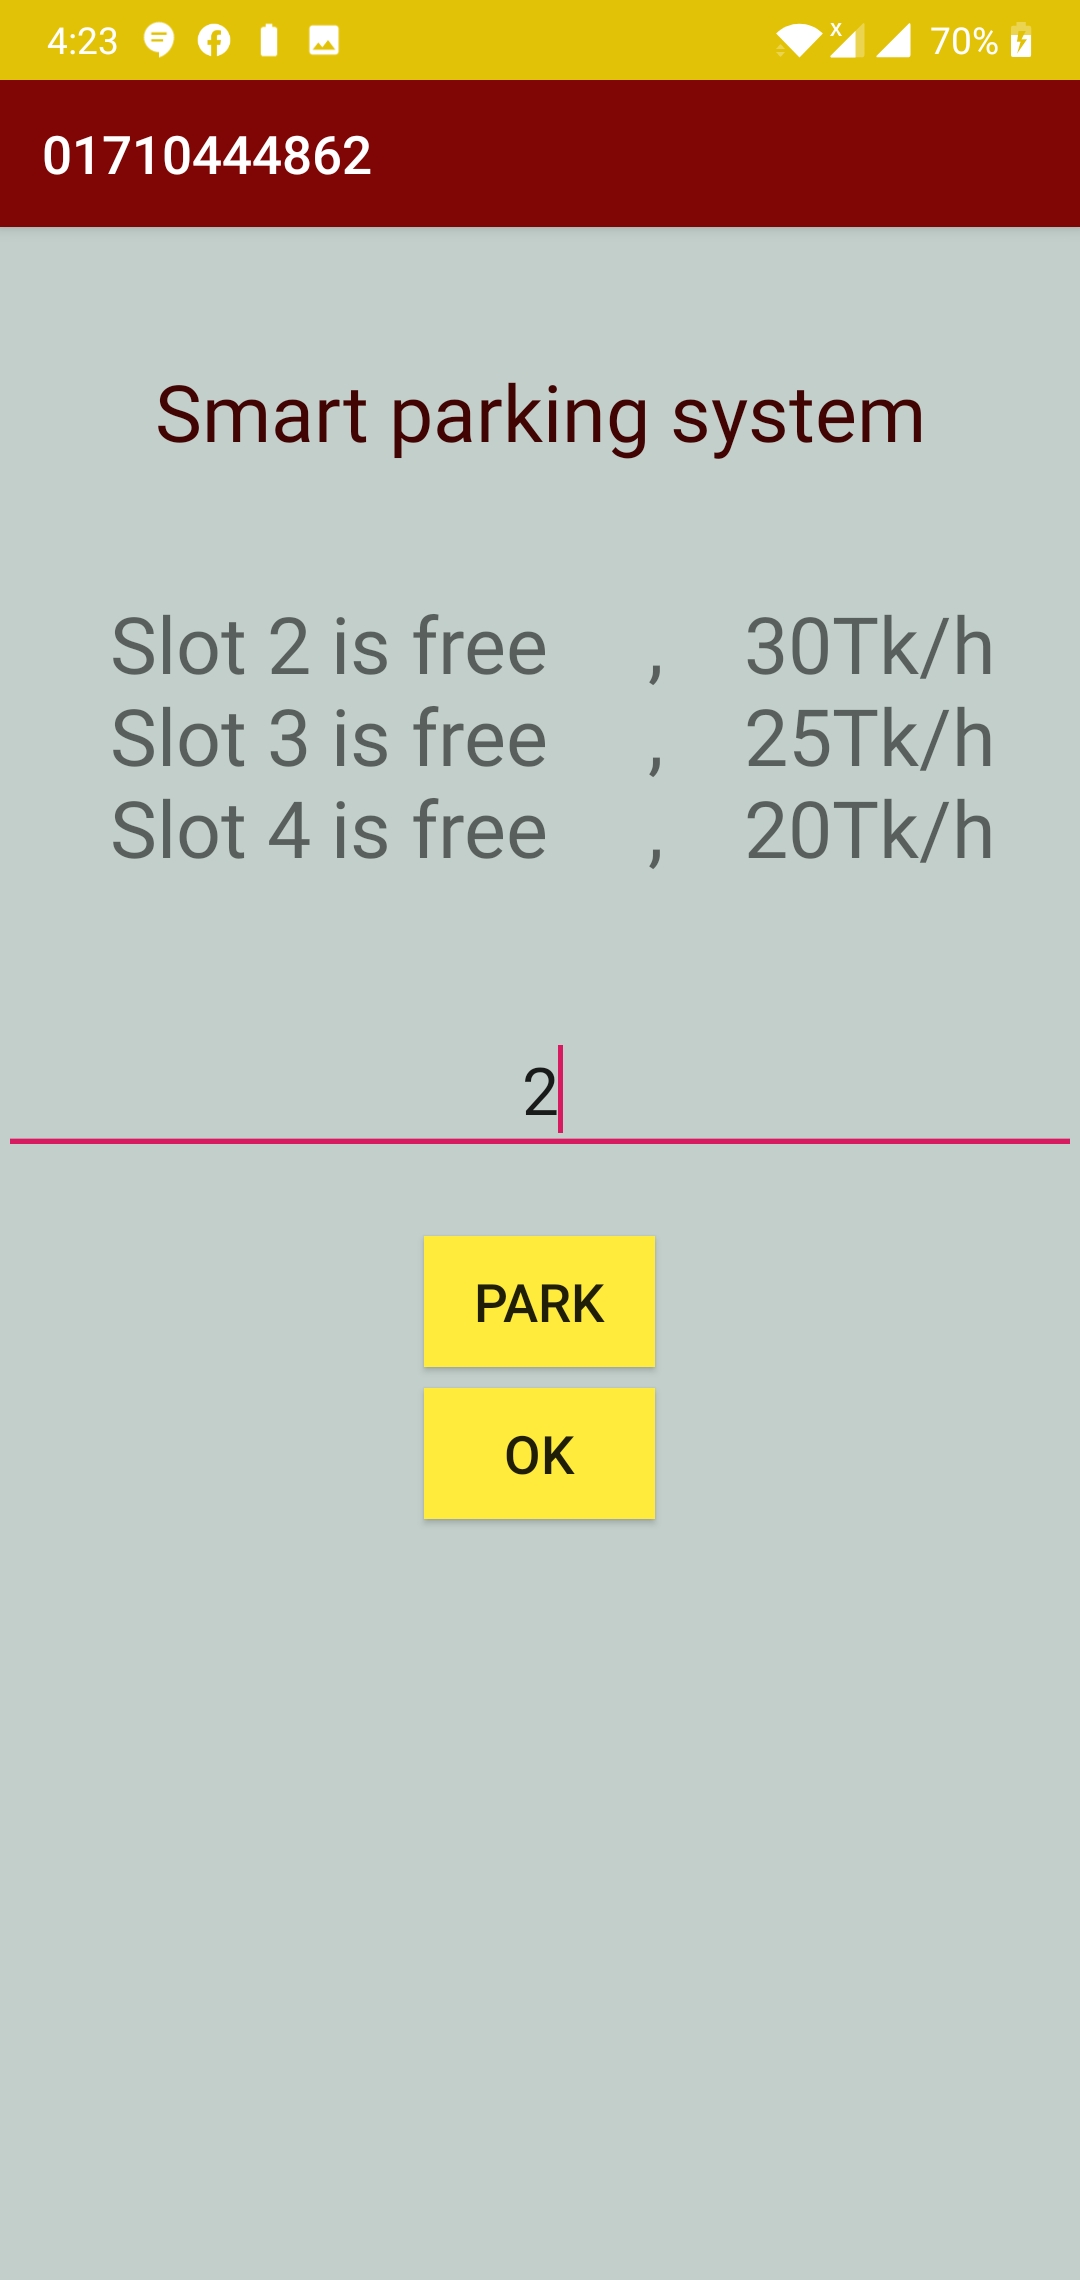 4:23 70%
01710444862
Smart parking system
Slot 2 is free , 30Tk/h
Slot 3 is free , 25Tk/h
Slot 4 is free , 20Tk/h
2
PARK
OK